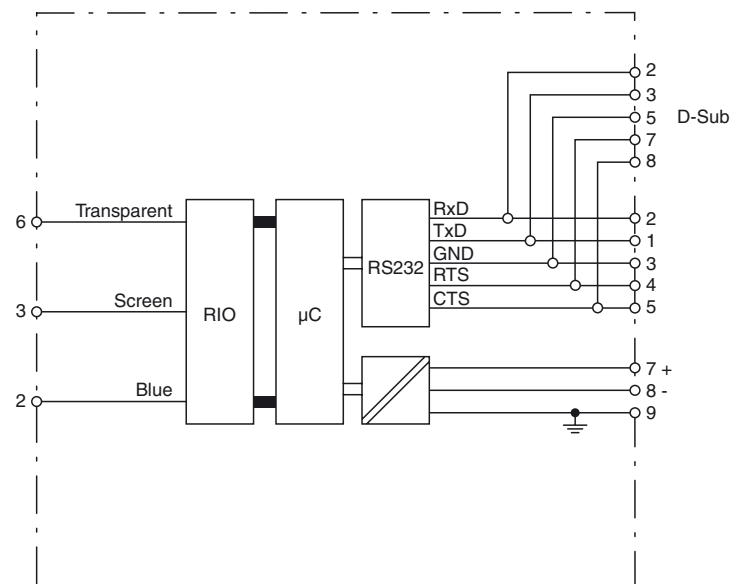 2
3
5 D-Sub
7
8
6 Transparent
RxD 2
TxD 1
GND 3
RS232
RTS 4
3 Screen
RIO
µC
CTS 5
7 +
2 Blue
8 -
9